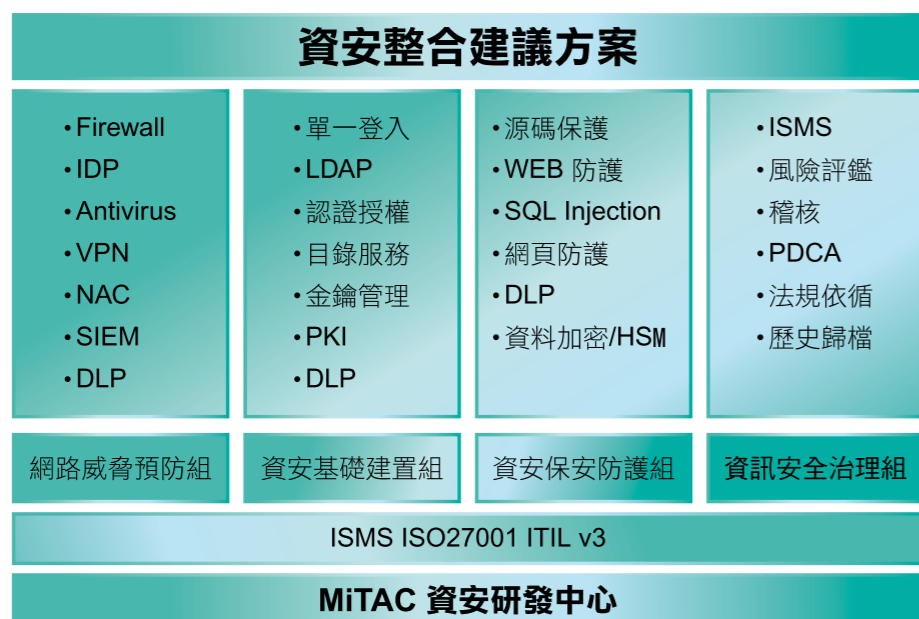 資安整合建議方案
•Firewall
•IDP
•Antivirus
•VPN
•NAC
•SIEM
•DLP
•單一登入
•LDAP
•認證授權
•目錄服務
•金鑰管理
•PKI
•DLP
•源碼保護
•WEB 防護
•SQL Injection
•網頁防護
•DLP
•資料加密/HSM
•ISMS
•風險評鑑
•稽核
•PDCA
•法規依循
•歷史歸檔
網路威脅預防組
資安基礎建置組
資安保安防護組
資訊安全治理組
ISMS ISO27001 ITIL v3
MiTAC 資安研發中心